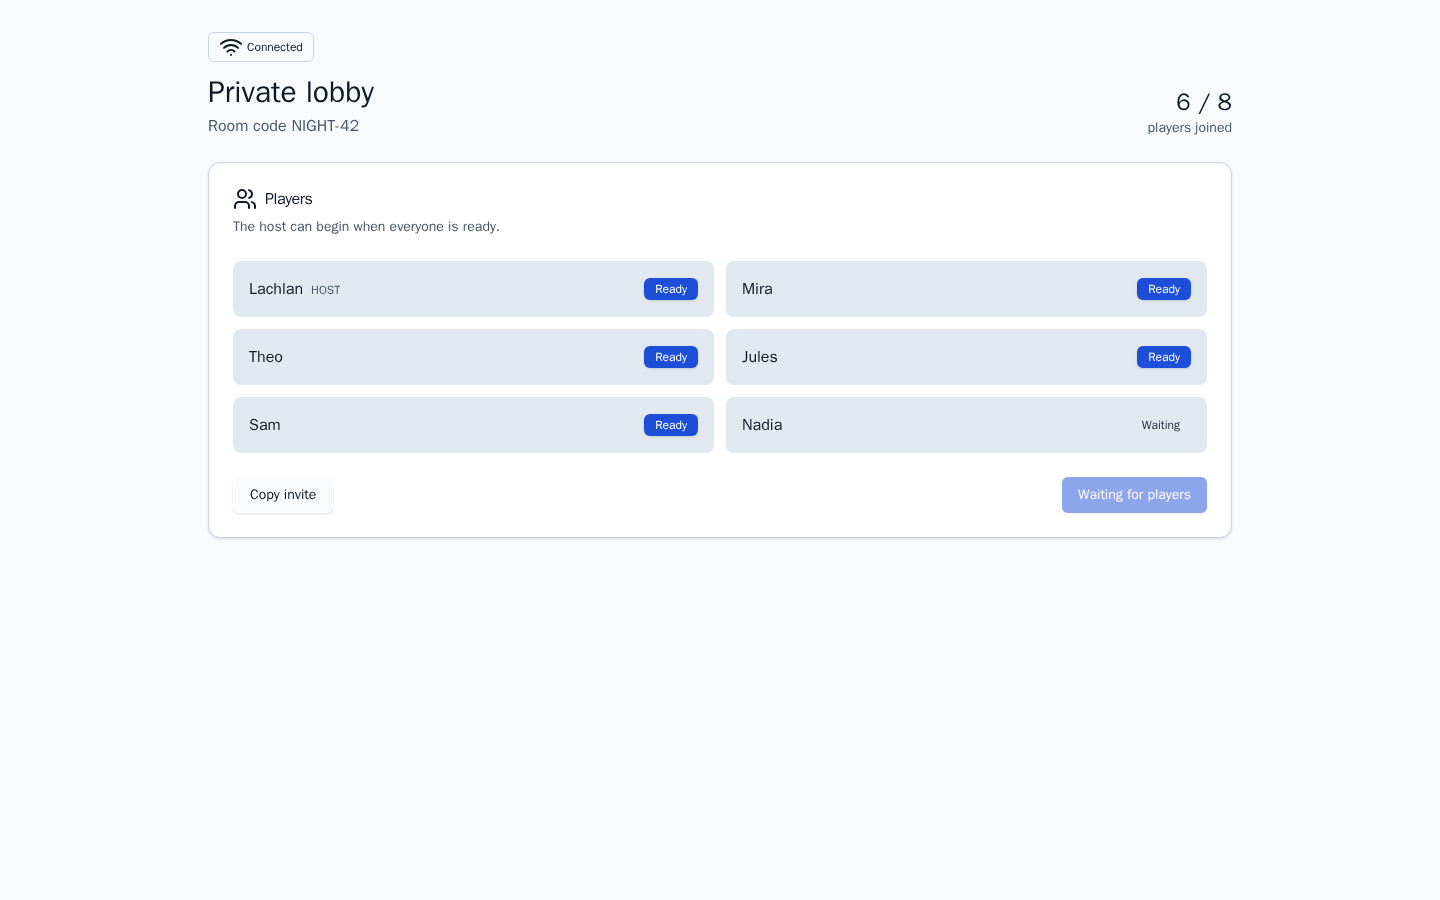 Connected
Private lobby
Room code NIGHT-42
6 / 8
players joined
Players
The host can begin when everyone is ready.
Lachlan HOST Ready
Mira Ready
Theo Ready
Jules Ready
Sam Ready
Nadia Waiting
Copy invite
Waiting for players